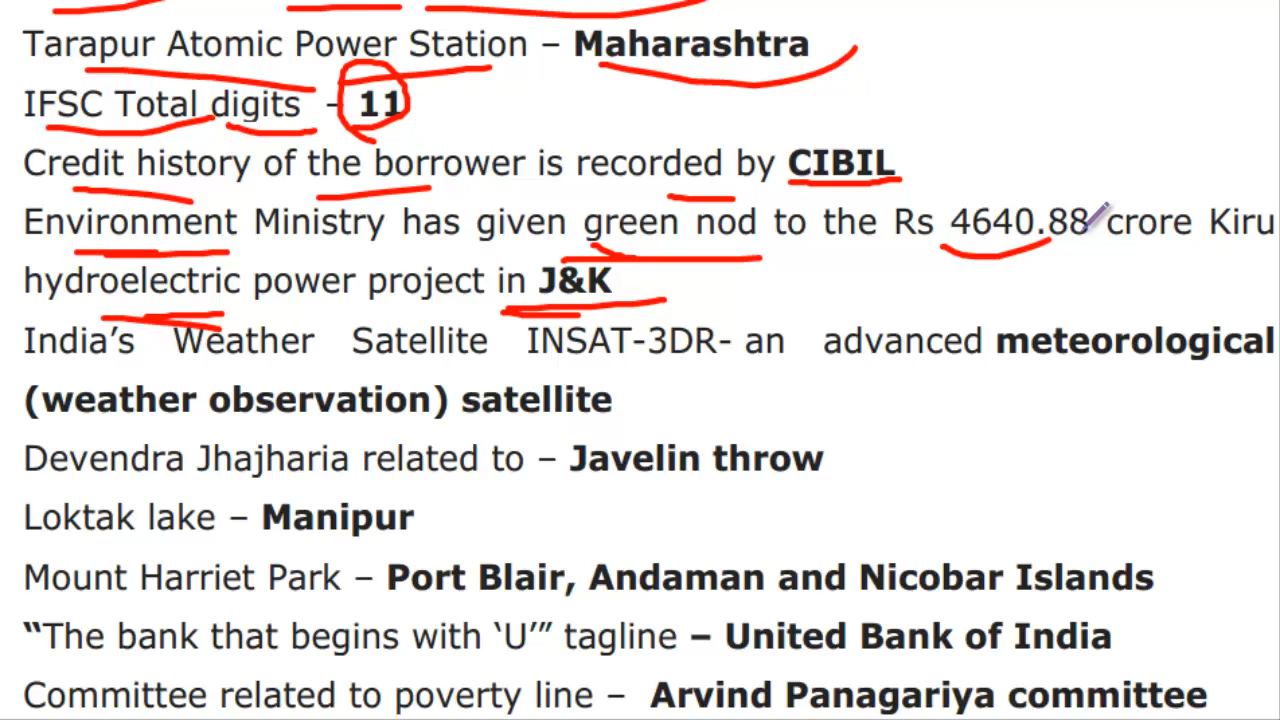 Tarapur Atomic Power Station – Maharashtra
IFSC Total digits - 11
Credit history of the borrower is recorded by CIBIL
Environment Ministry has given green nod to the Rs 4640.88 crore Kiru
hydroelectric power project in J&K
India’s Weather Satellite INSAT-3DR- an advanced meteorological
(weather observation) satellite
Devendra Jhajharia related to – Javelin throw
Loktak lake – Manipur
Mount Harriet Park – Port Blair, Andaman and Nicobar Islands
“The bank that begins with ‘U’” tagline – United Bank of India
Committee related to poverty line – Arvind Panagariya committee